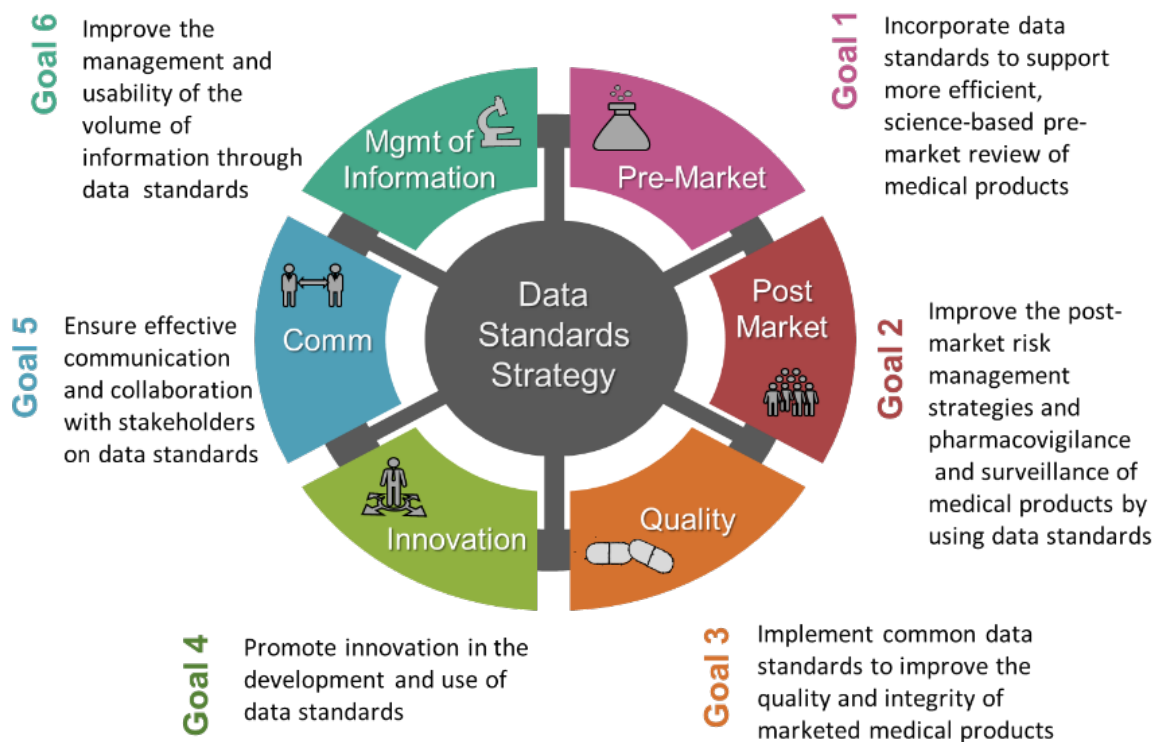 Goal 6
Improve the
management and
usability of the
volume of
information through
data standards
Goal 1
Incorporate data
standards to support
more efficient,
science-based pre-
market review of
medical products
Mgmt of
Information
Pre-Market
Goal 5
Ensure effective
communication
and collaboration
with stakeholders
on data standards
Comm
Data
Standards
Strategy
Post
Market
Goal 2
Improve the post-
market risk
management
strategies and
pharmacovigilance
and surveillance of
medical products by
using data standards
Innovation
Quality
Goal 4
Promote innovation in the
development and use of
data standards
Goal 3
Implement common data
standards to improve the
quality and integrity of
marketed medical products